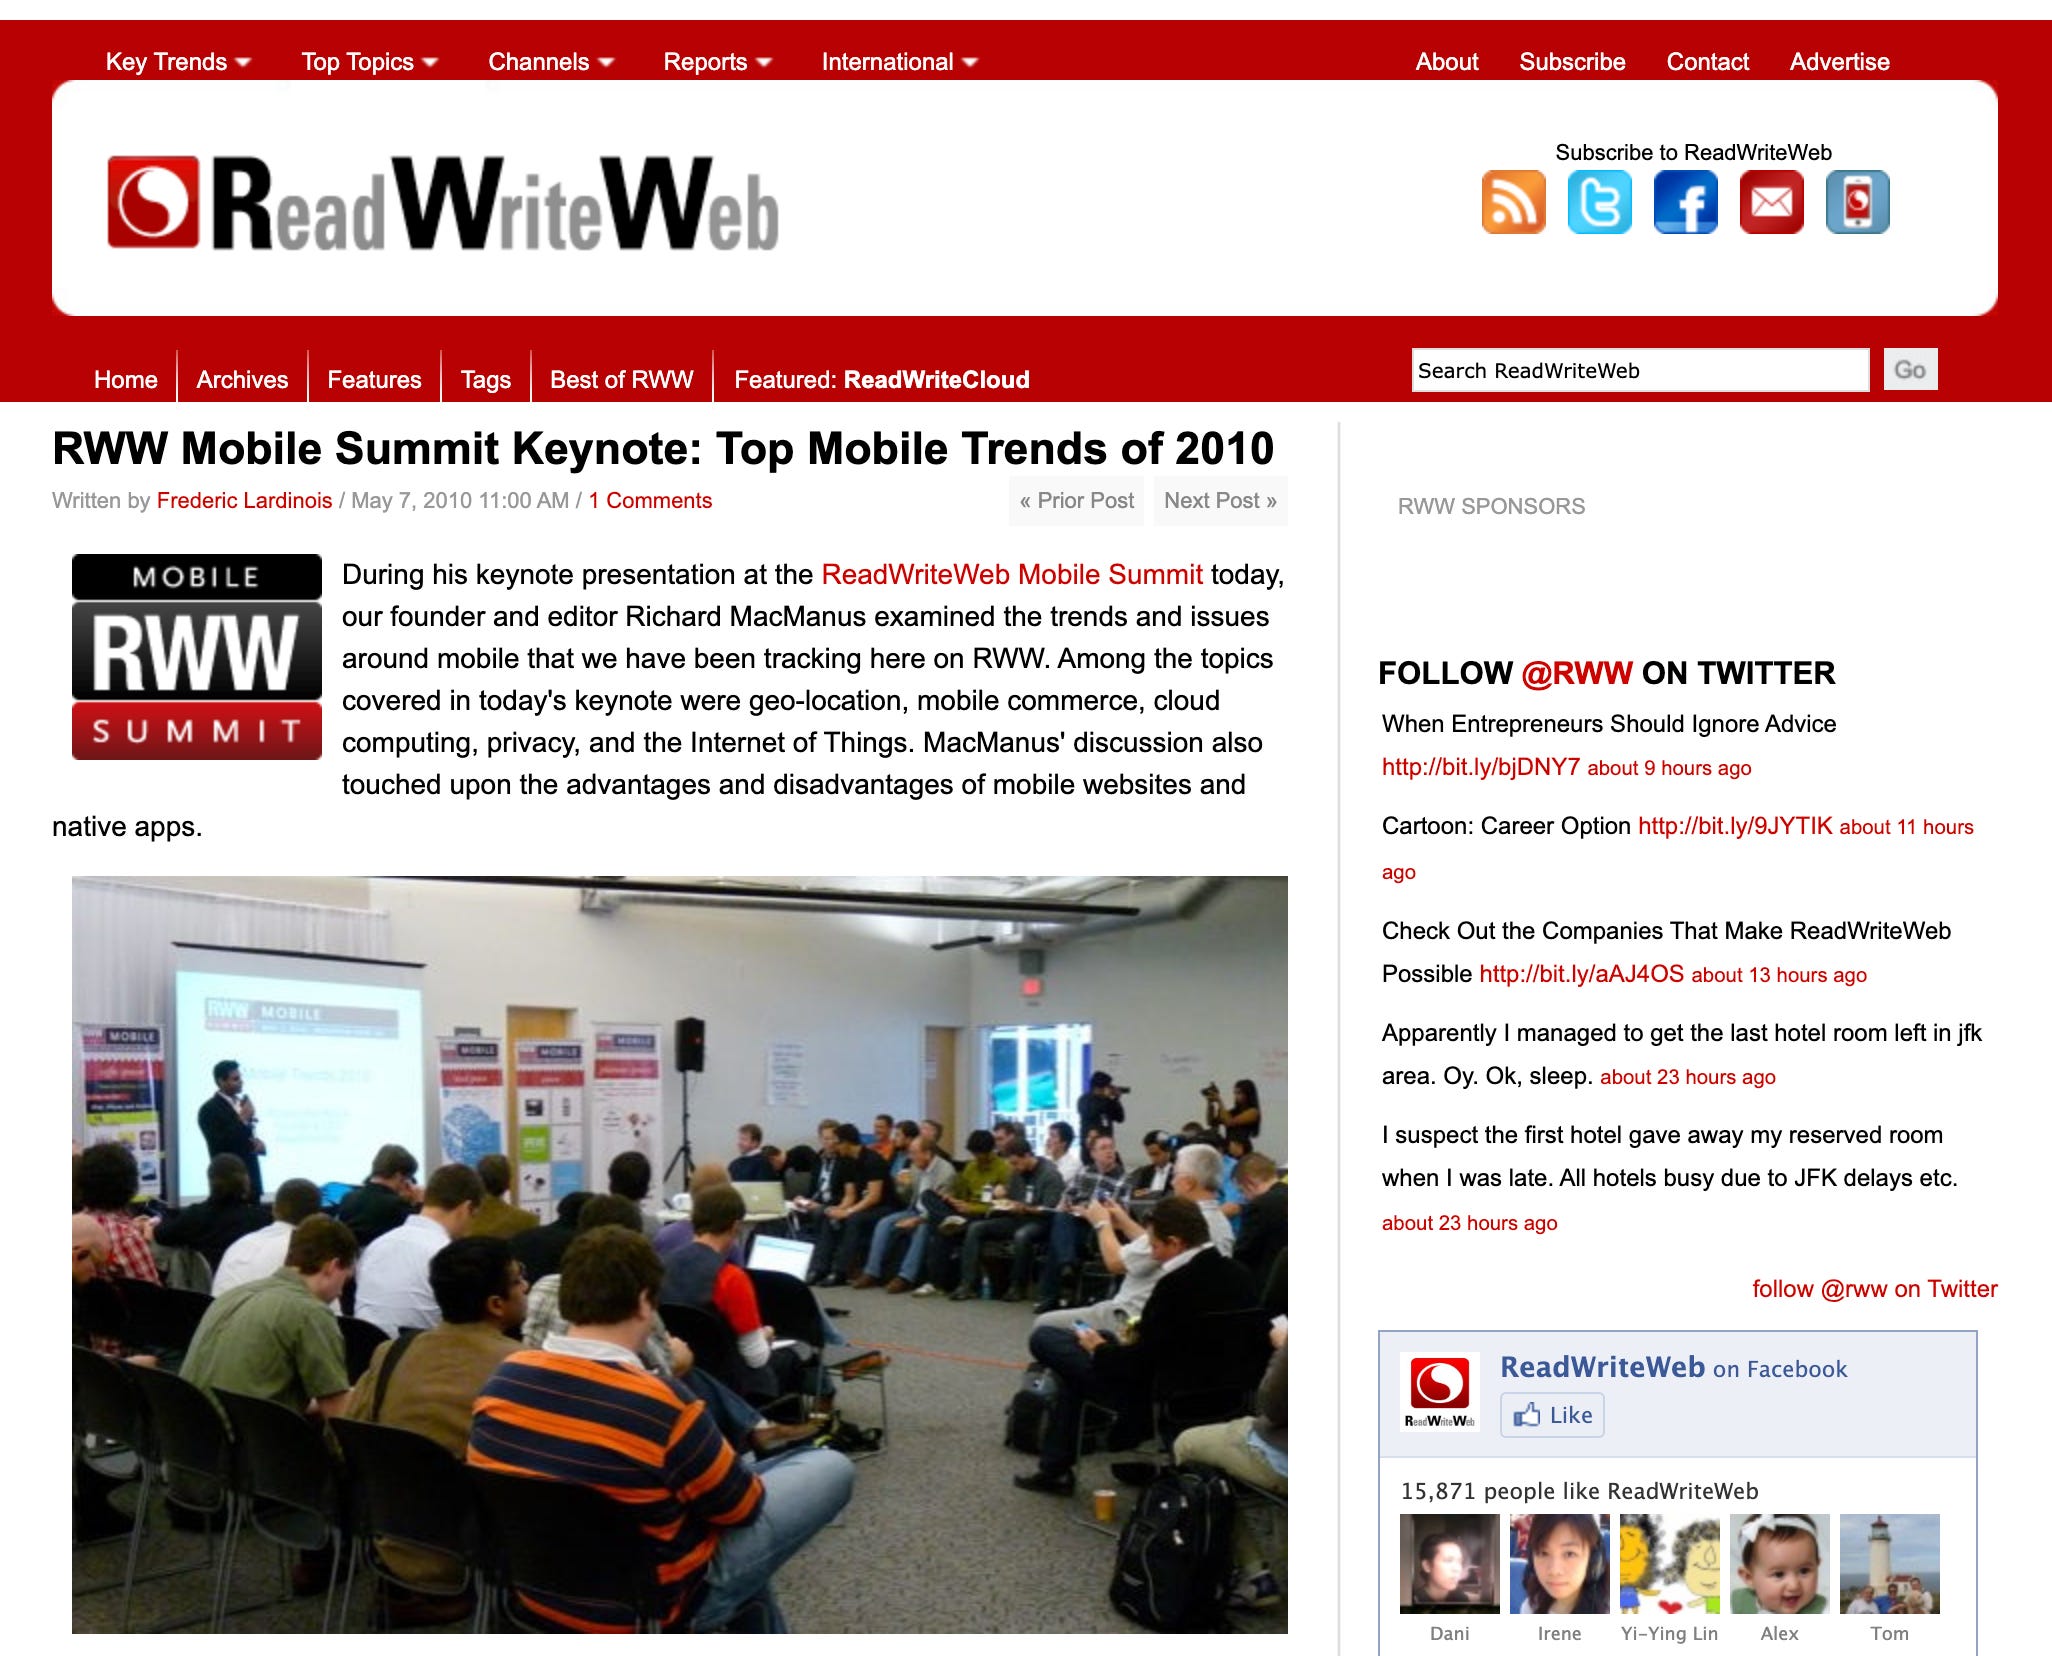 Key Trends Top Topics Channels Reports International About Subscribe Contact Advertise
ReadWriteWeb
Subscribe to ReadWriteWeb
Home Archives Features Tags Best of RWW Featured: ReadWriteCloud
Search ReadWriteWeb Go
RWW Mobile Summit Keynote: Top Mobile Trends of 2010
Written by Frederic Lardinois / May 7, 2010 11:00 AM / 1 Comments
« Prior Post Next Post »
MOBILE
RWW
SUMMIT
During his keynote presentation at the ReadWriteWeb Mobile Summit today,
our founder and editor Richard MacManus examined the trends and issues
around mobile that we have been tracking here on RWW. Among the topics
covered in today's keynote were geo-location, mobile commerce, cloud
computing, privacy, and the Internet of Things. MacManus' discussion also
touched upon the advantages and disadvantages of mobile websites and
native apps.
RWW MOBILE
SUMMIT
Mobile Trends 2010
MOBILE
MOBILE
MOBILE
MOBILE
RWW SPONSORS
FOLLOW @RWW ON TWITTER
When Entrepreneurs Should Ignore Advice
http://bit.ly/bjDNY7 about 9 hours ago
Cartoon: Career Option http://bit.ly/9JYTIK about 11 hours
ago
Check Out the Companies That Make ReadWriteWeb
Possible http://bit.ly/aAJ4OS about 13 hours ago
Apparently I managed to get the last hotel room left in jfk
area. Oy. Ok, sleep. about 23 hours ago
I suspect the first hotel gave away my reserved room
when I was late. All hotels busy due to JFK delays etc.
about 23 hours ago
follow @rww on Twitter
ReadWriteWeb
ReadWriteWeb on Facebook
Like
15,871 people like ReadWriteWeb
Dani Irene Yi-Ying Lin Alex Tom